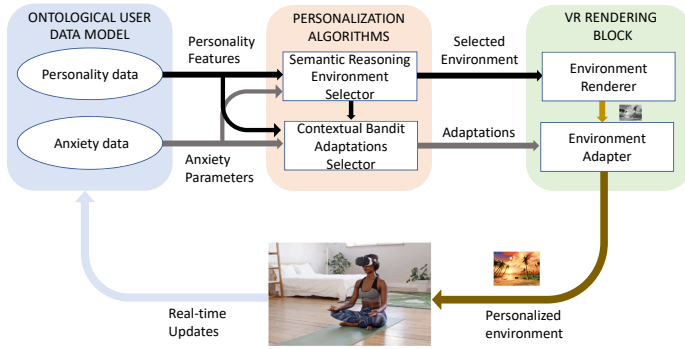 ONTOLOGICAL USER
DATA MODEL
Personality data
Anxiety data
Personality
Features
Anxiety
Parameters
PERSONALIZATION
ALGORITHMS
Semantic Reasoning
Environment
Selector
Contextual Bandit
Adaptations
Selector
Selected
Environment
Adaptations
VR RENDERING
BLOCK
Environment
Renderer
Environment
Adapter
Real-time
Updates
Personalized
environment